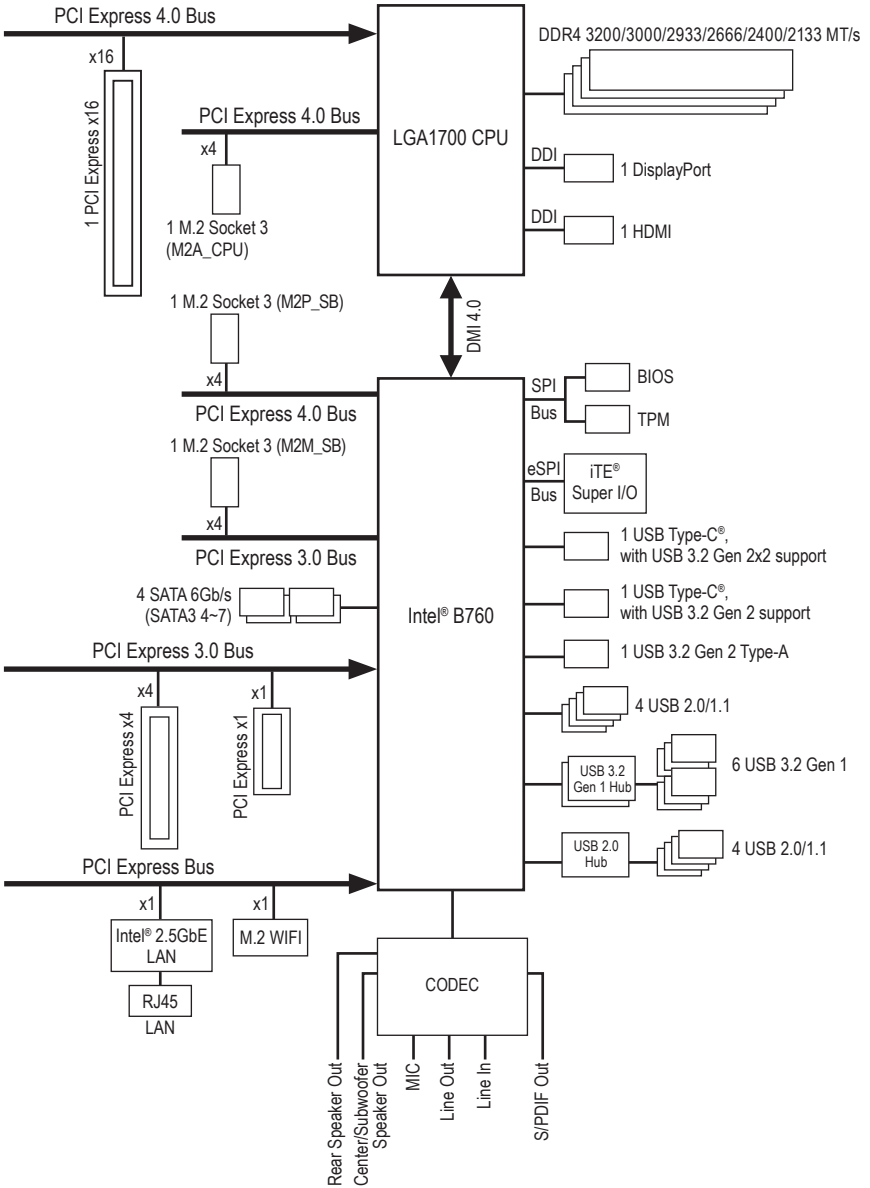 PCI Express 4.0 Bus
x16
1 PCI Express x16
PCI Express 4.0 Bus
x4
1 M.2 Socket 3
(M2A_CPU)
LGA1700 CPU
DDR4 3200/3000/2933/2666/2400/2133 MT/s
DDI
1 DisplayPort
DDI
1 HDMI
DMI 4.0
1 M.2 Socket 3 (M2P_SB)
x4
PCI Express 4.0 Bus
1 M.2 Socket 3 (M2M_SB)
x4
PCI Express 3.0 Bus
4 SATA 6Gb/s
(SATA3 4~7)
PCI Express 3.0 Bus
x4
PCI Express x4
x1
PCI Express x1
PCI Express Bus
x1
Intel® 2.5GbE
LAN
RJ45
LAN
x1
M.2 WIFI
Intel® B760
SPI
Bus
BIOS
TPM
eSPI
Bus
iTE®
Super I/O
1 USB Type-C®,
with USB 3.2 Gen 2x2 support
1 USB Type-C®,
with USB 3.2 Gen 2 support
1 USB 3.2 Gen 2 Type-A
4 USB 2.0/1.1
USB 3.2
Gen 1 Hub
6 USB 3.2 Gen 1
USB 2.0
Hub
4 USB 2.0/1.1
CODEC
Rear Speaker Out
Center/Subwoofer
Speaker Out
MIC
Line Out
Line In
S/PDIF Out